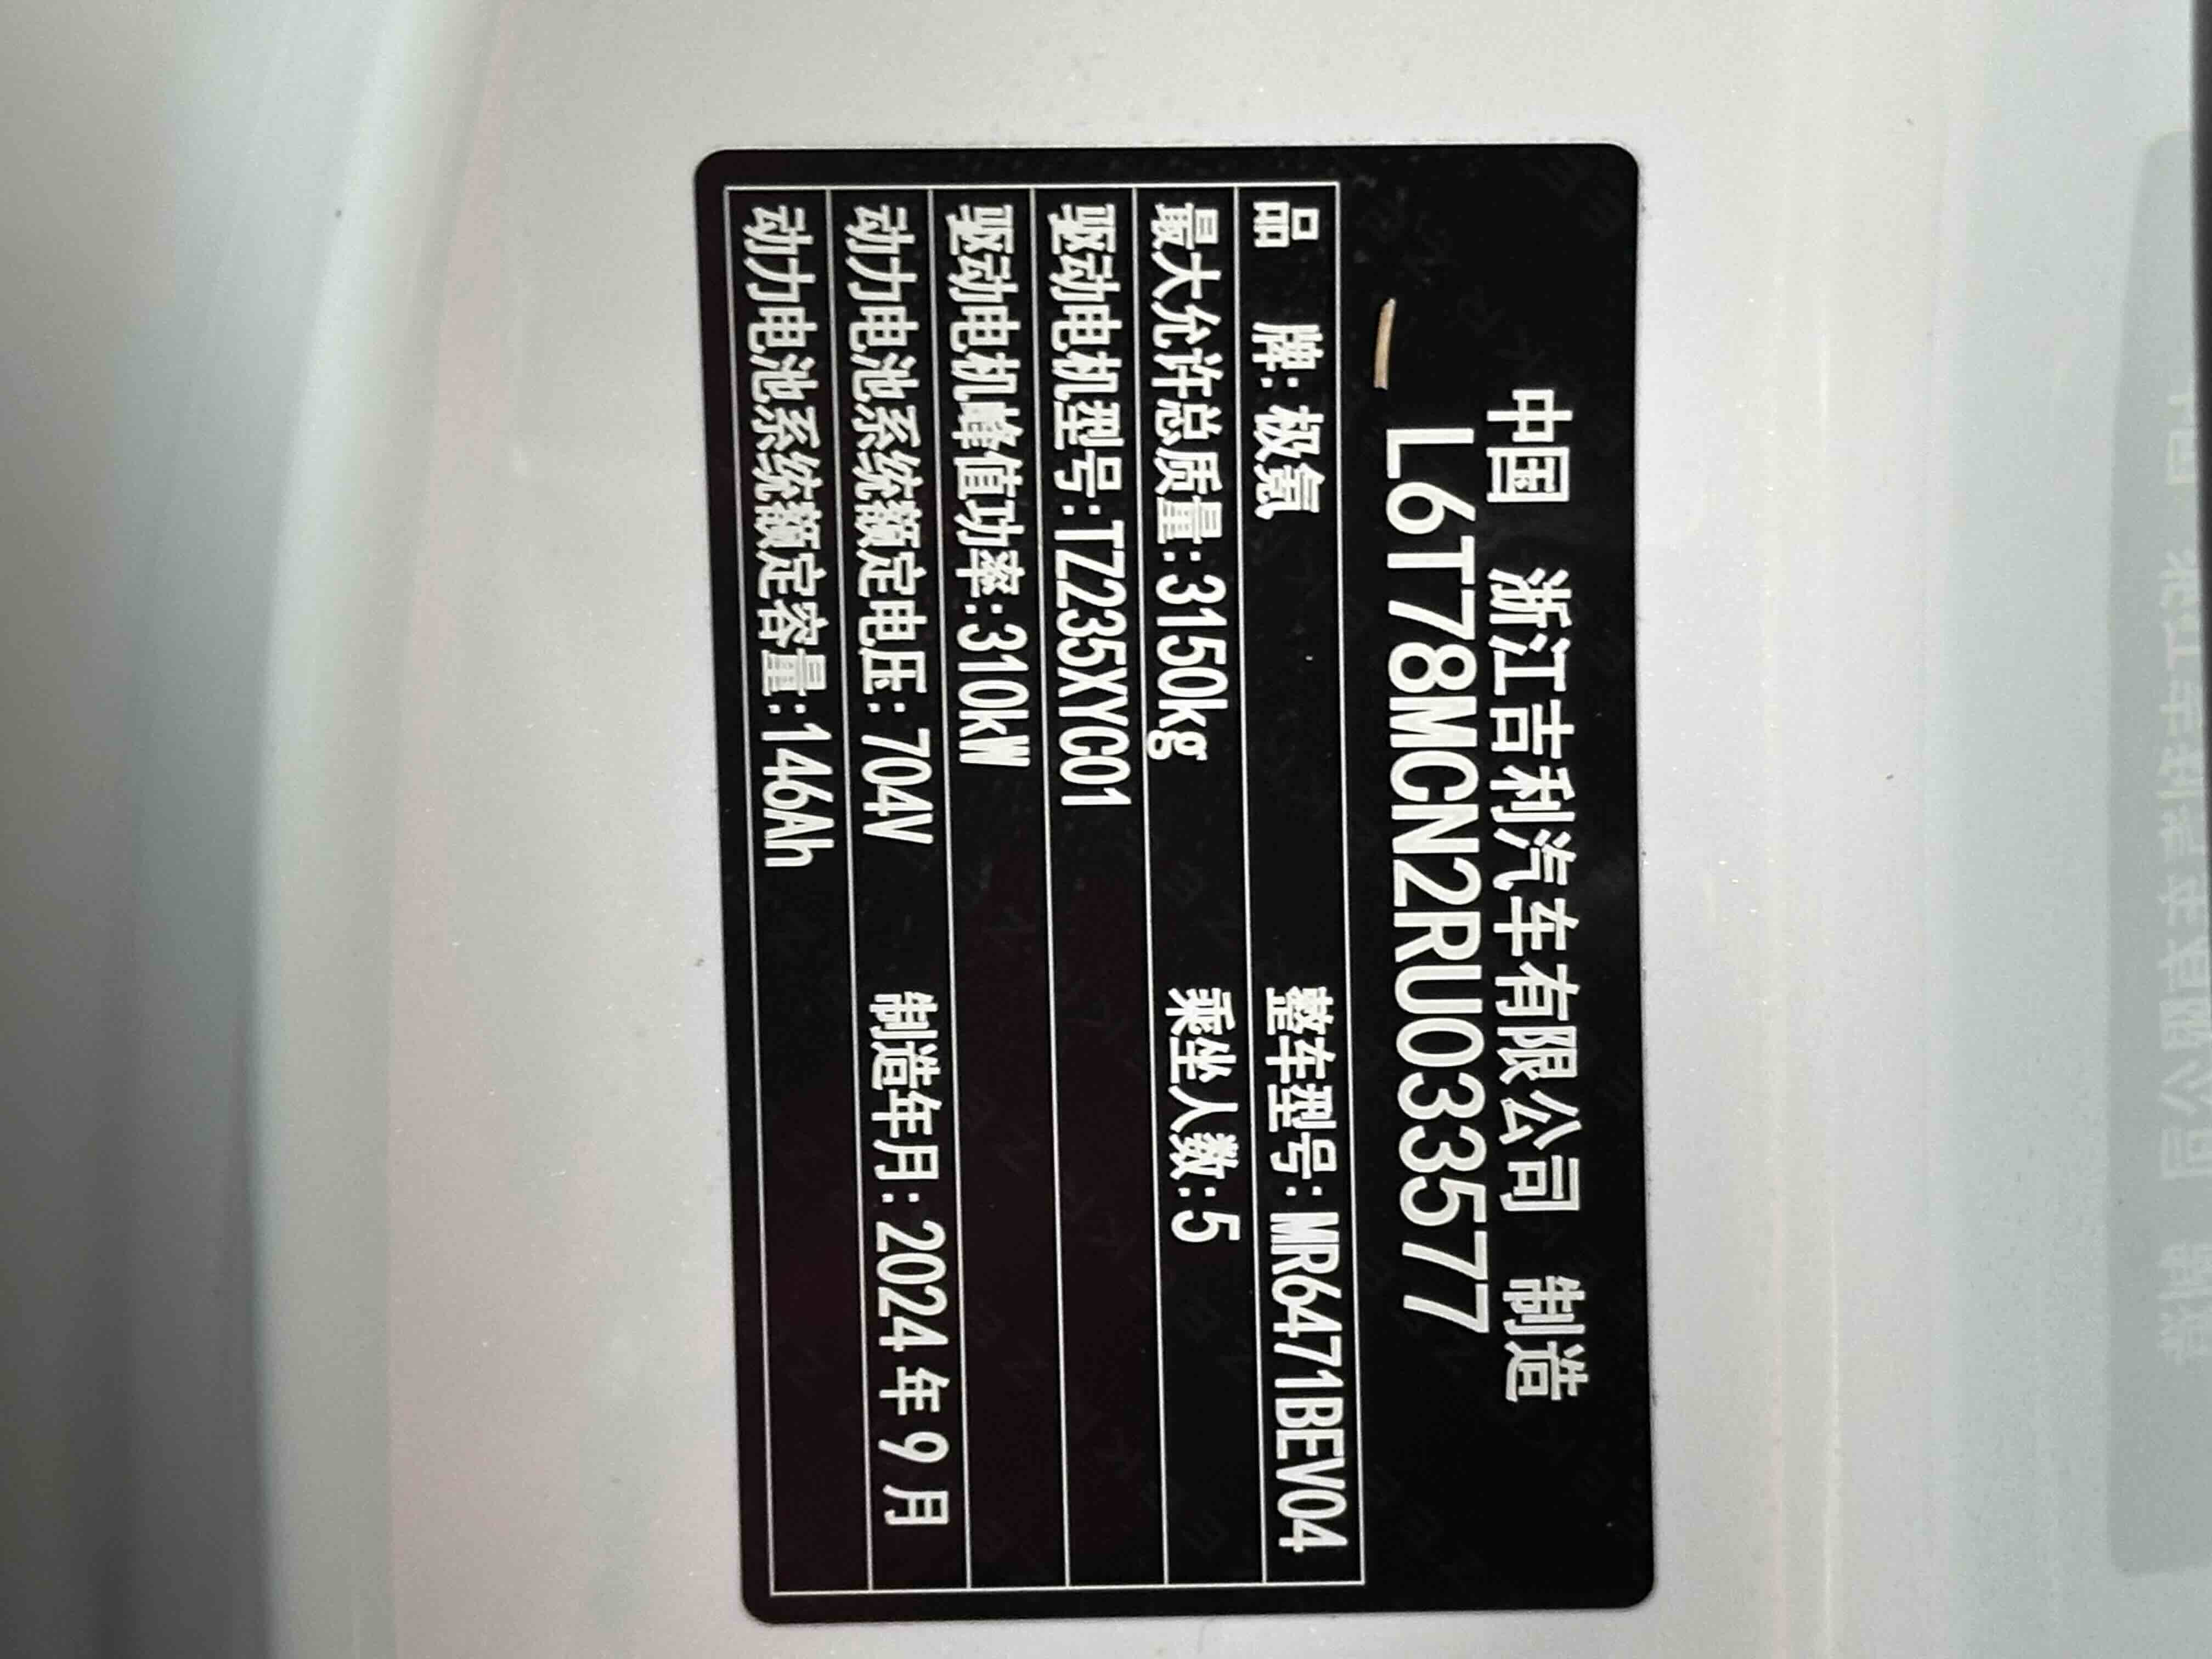 中国 浙江吉利汽车有限公司 制造
L6T78MCN2RU033577
品 牌: 极氪 整车型号: MR6471BEV04
最大允许总质量: 3150kg 乘坐人数: 5
驱动电机型号: TZ235XYC01
驱动电机峰值功率: 310kW
动力电池系统额定电压: 704V 制造年月: 2024 年 9 月
动力电池系统额定容量: 146Ah